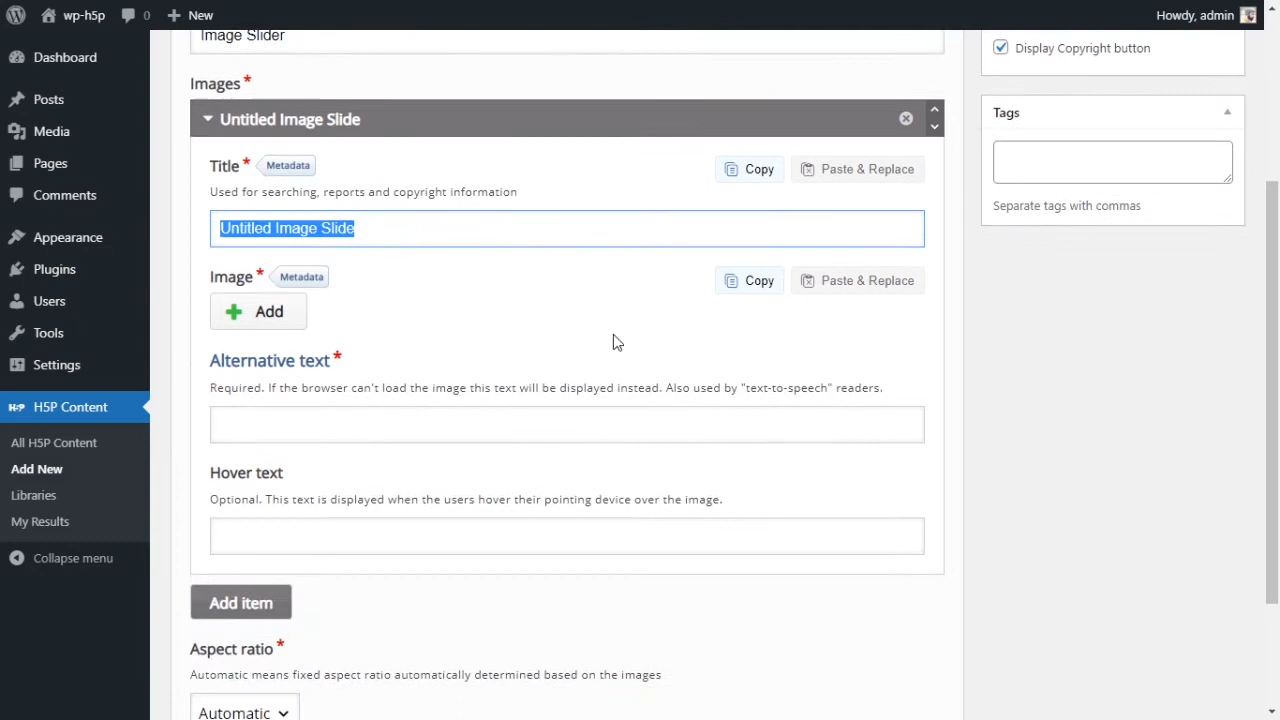 wp-h5p
0
New
Howdy, admin
Dashboard
Posts
Media
Pages
Comments
Appearance
Plugins
Users
Tools
Settings
H5P Content
All H5P Content
Add New
Libraries
My Results
Collapse menu
Image Slider
Images *
Untitled Image Slide
Title * Metadata
Copy
Paste & Replace
Used for searching, reports and copyright information
Untitled Image Slide
Image * Metadata
Copy
Paste & Replace
Add
Alternative text *
Required. If the browser can't load the image this text will be displayed instead. Also used by "text-to-speech" readers.
Hover text
Optional. This text is displayed when the users hover their pointing device over the image.
Add item
Aspect ratio *
Automatic means fixed aspect ratio automatically determined based on the images
Automatic
Display Copyright button
Tags
Separate tags with commas